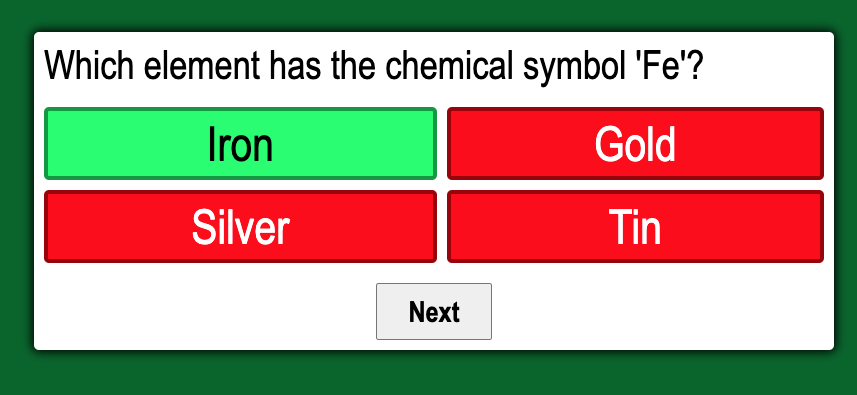 Which element has the chemical symbol 'Fe'?
Iron
Gold
Silver
Tin
Next